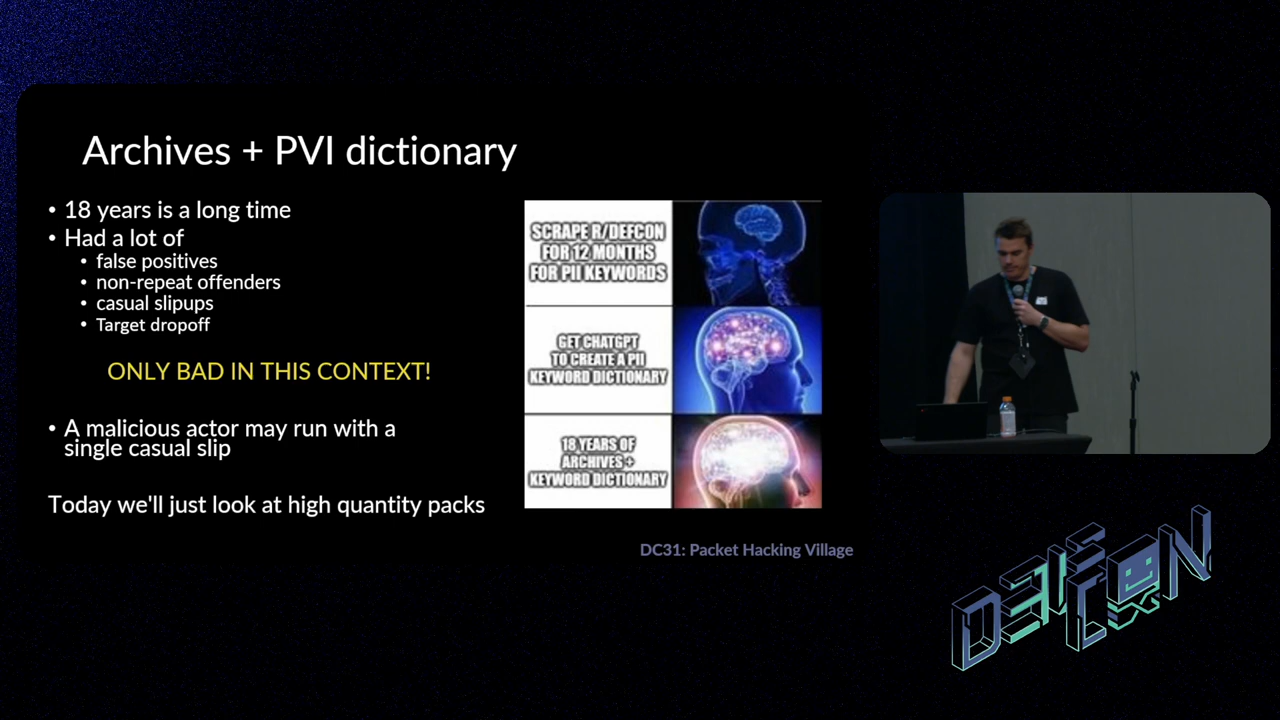 Archives + PVI dictionary
• 18 years is a long time
• Had a lot of
• false positives
• non-repeat offenders
• casual slipups
• Target dropoff
ONLY BAD IN THIS CONTEXT!
• A malicious actor may run with a
single casual slip
Today we'll just look at high quantity packs
SCRAPE R/DEFCON
FOR 12 MONTHS
FOR PII KEYWORDS
GET CHATGPT
TO CREATE A PII
KEYWORD DICTIONARY
18 YEARS OF
ARCHIVES +
KEYWORD DICTIONARY
DC31: Packet Hacking Village
DEF
CON